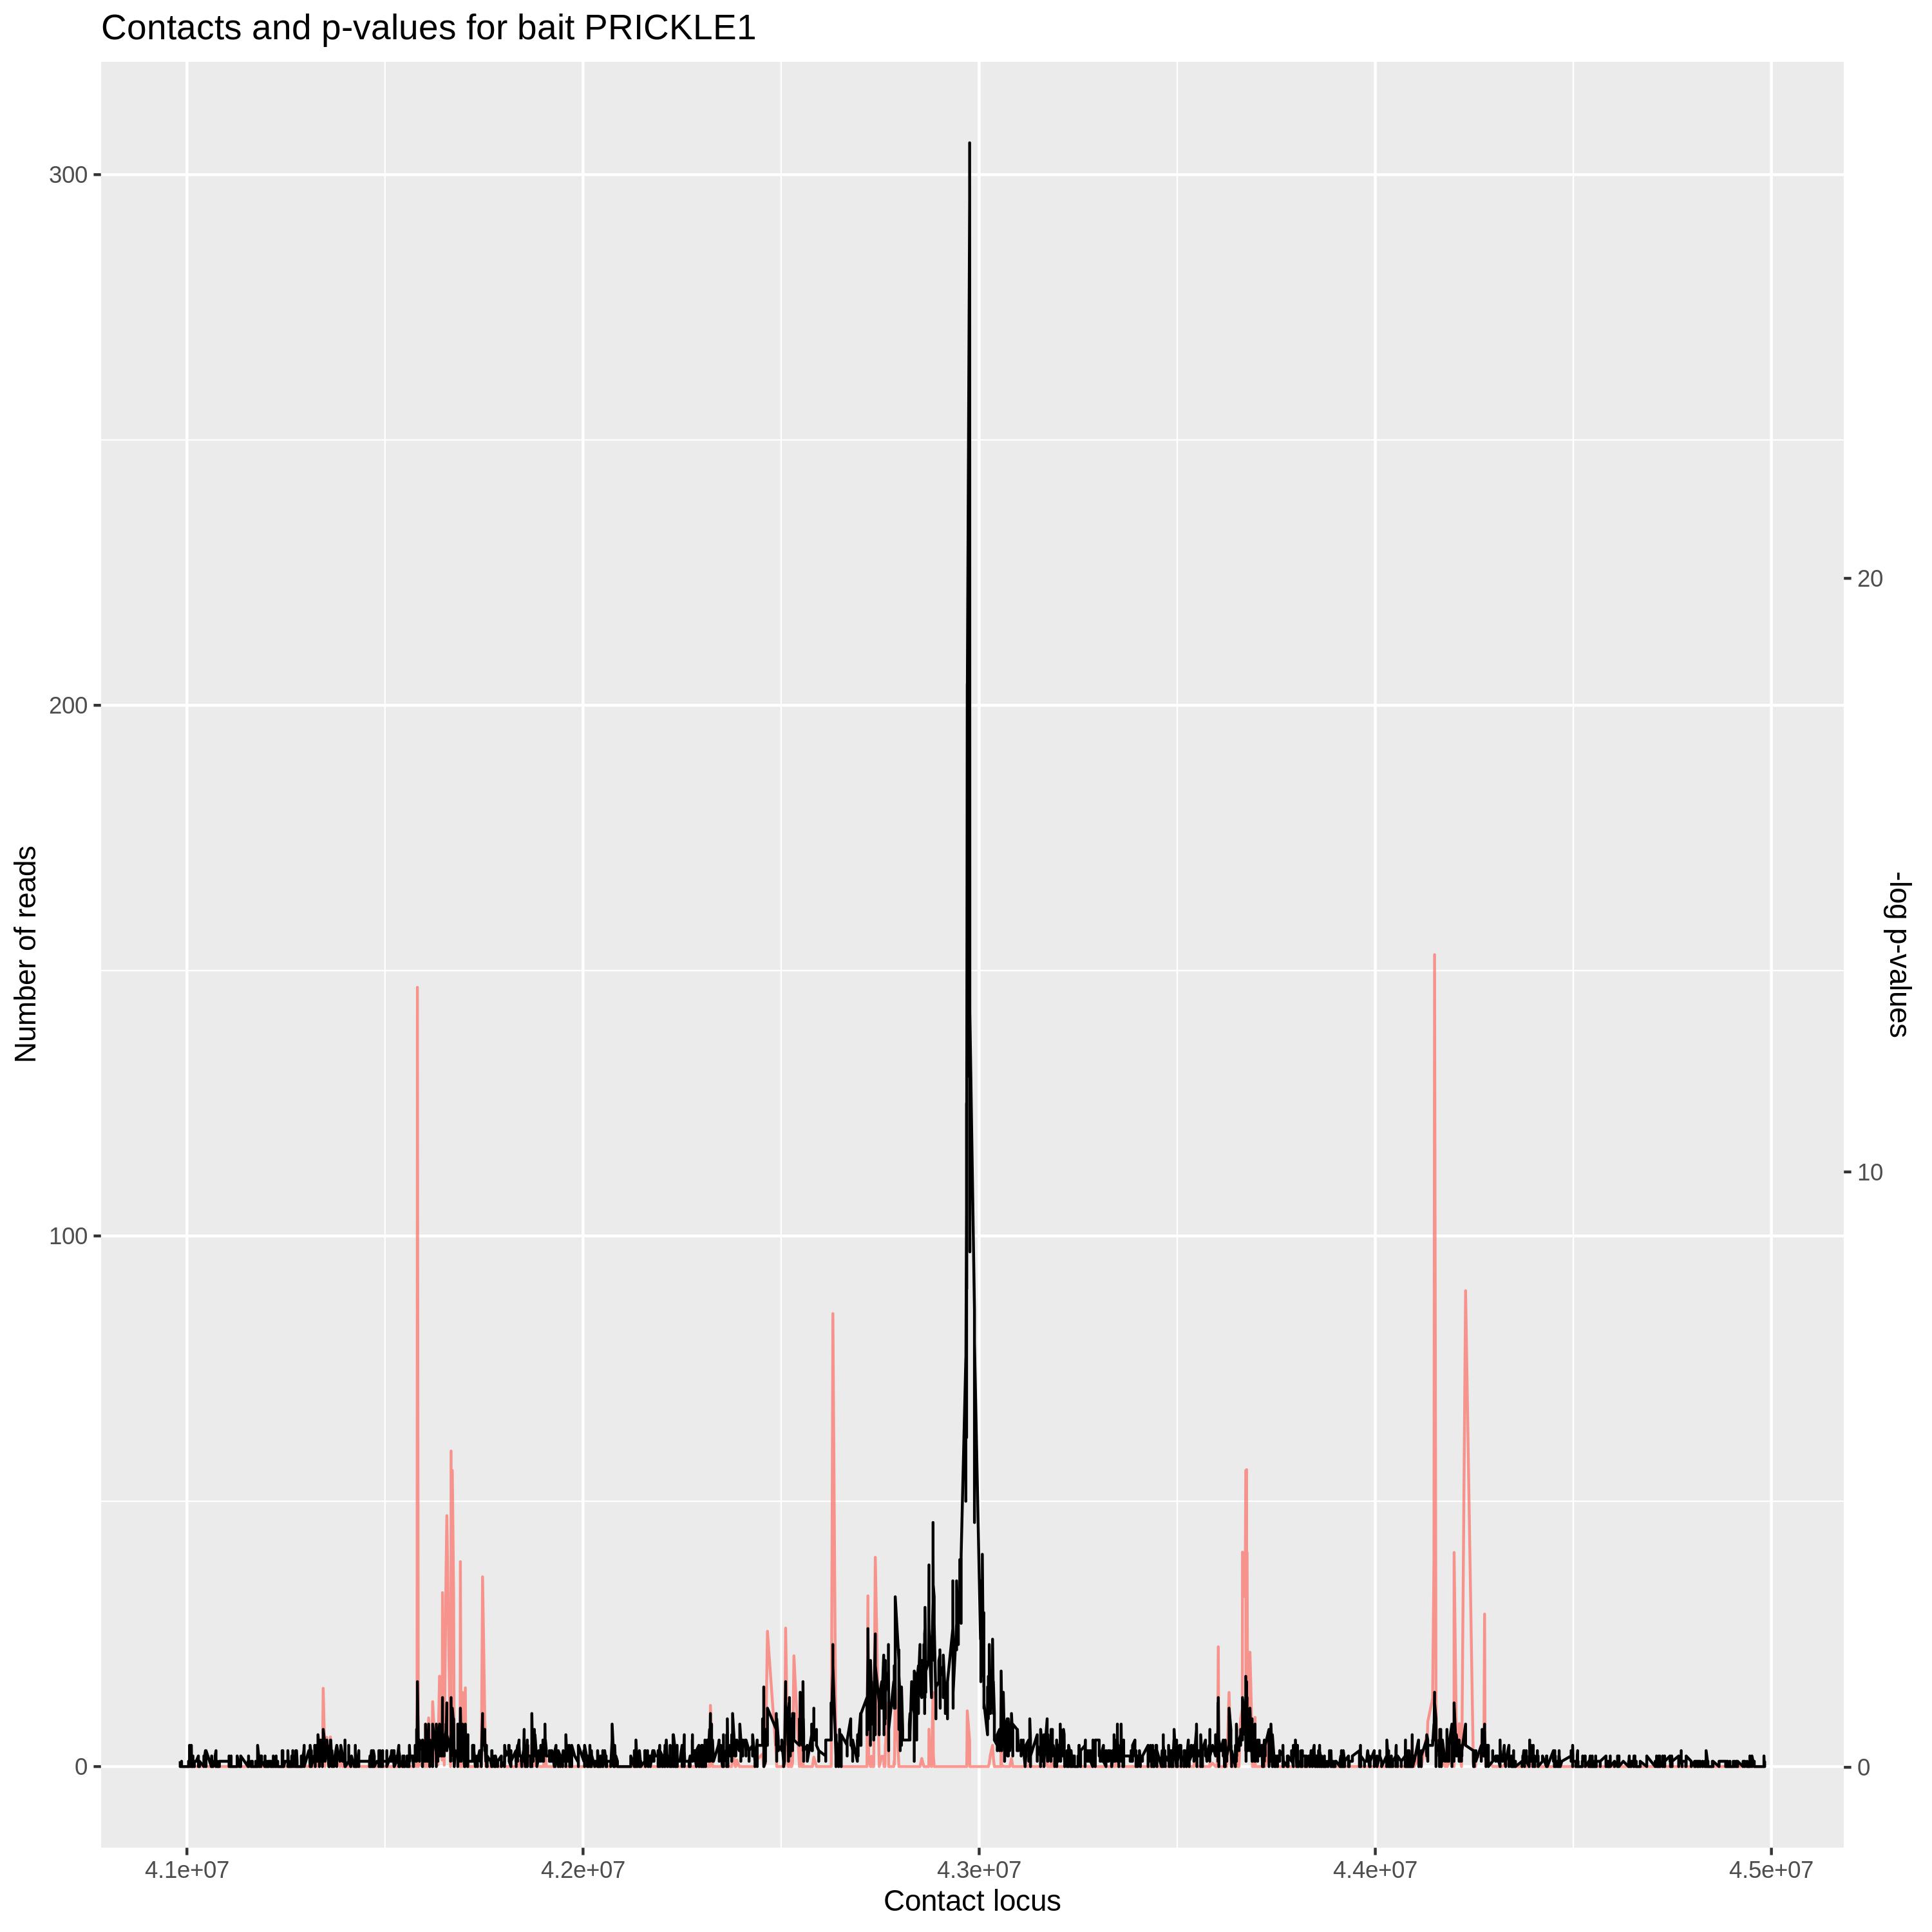 Contacts and p-values for bait PRICKLE1
300
200
100
0
Number of reads
20
10
0
-log p-values
4.1e+07 4.2e+07 4.3e+07 4.4e+07 4.5e+07
Contact locus